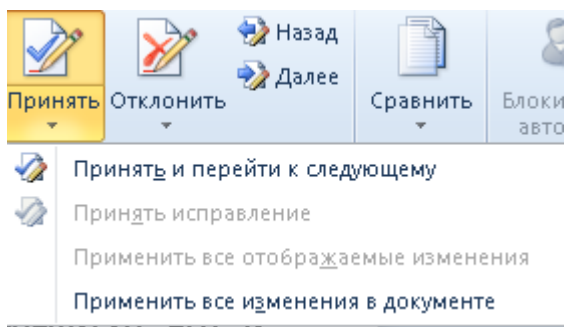 Назад
Далее
Принять Отклонить Сравнить
Принять и перейти к следующему
Принять исправление
Применить все отображаемые изменения
Применить все изменения в документе